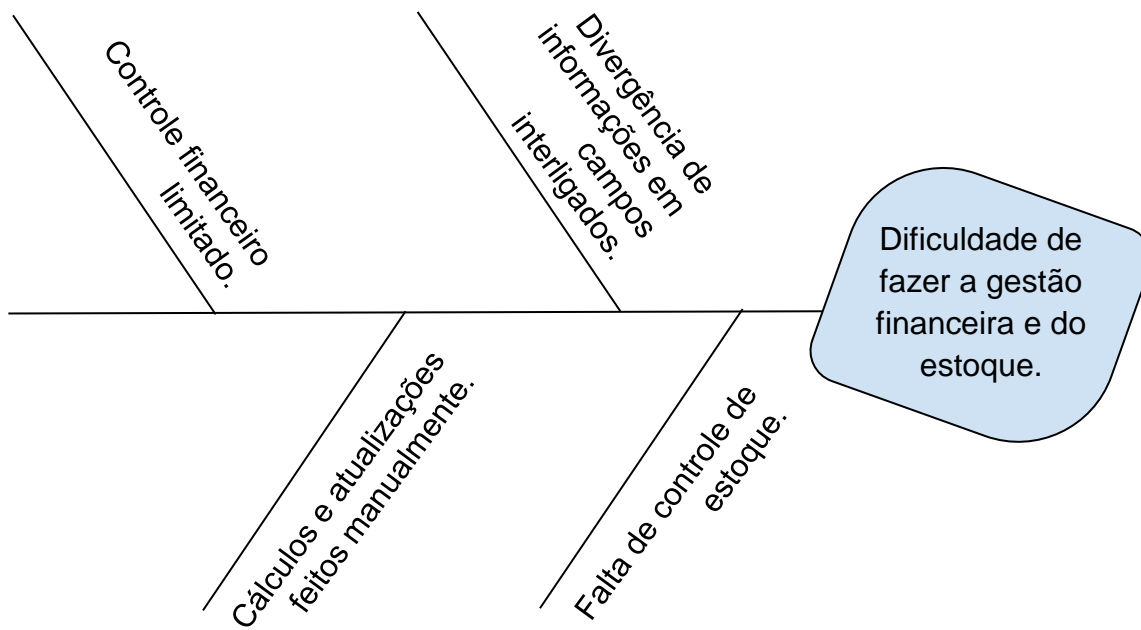 Controle financeiro
limitado.
Divergência de
informações em
campos
interligados.
Dificuldade de
fazer a gestão
financeira e do
estoque.
Cálculos e atualizações
feitos manualmente.
Falta de controle de
estoque.